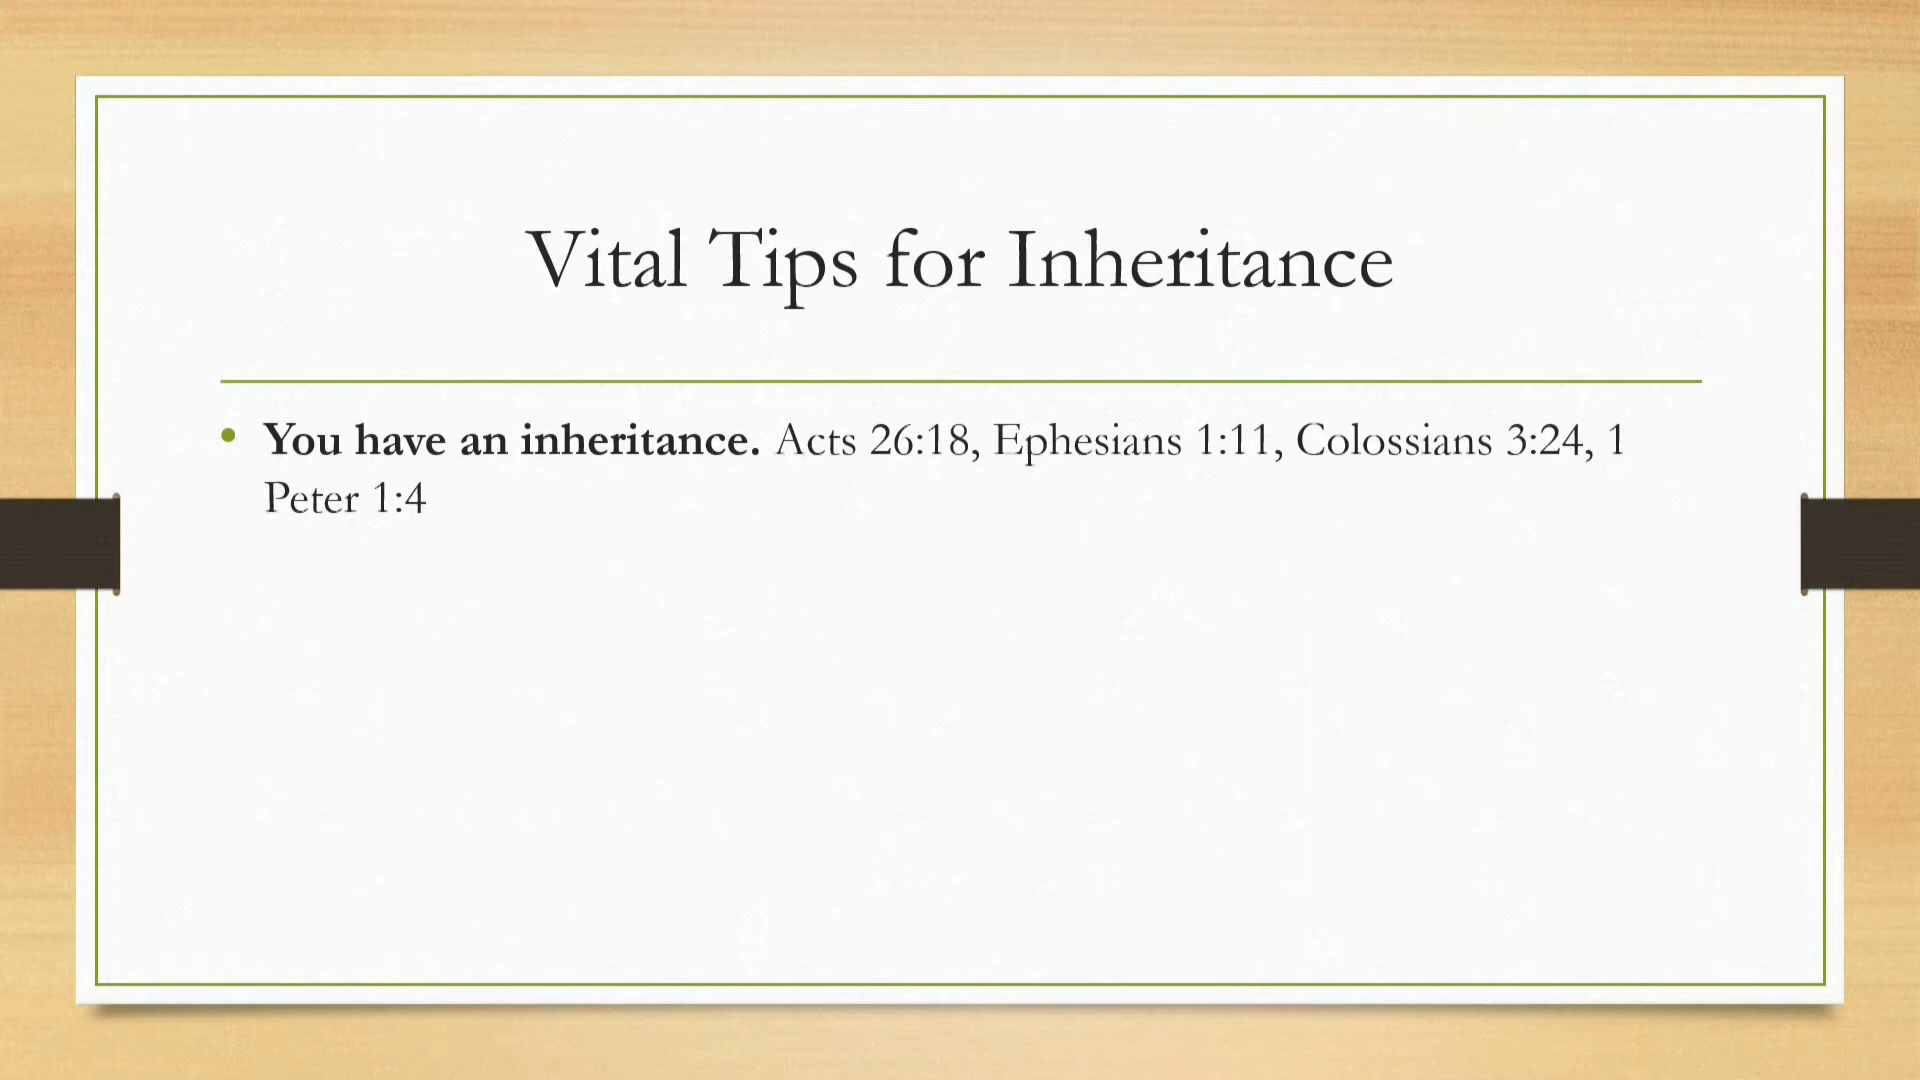 Vital Tips for Inheritance
• You have an inheritance. Acts 26:18, Ephesians 1:11, Colossians 3:24, 1
Peter 1:4